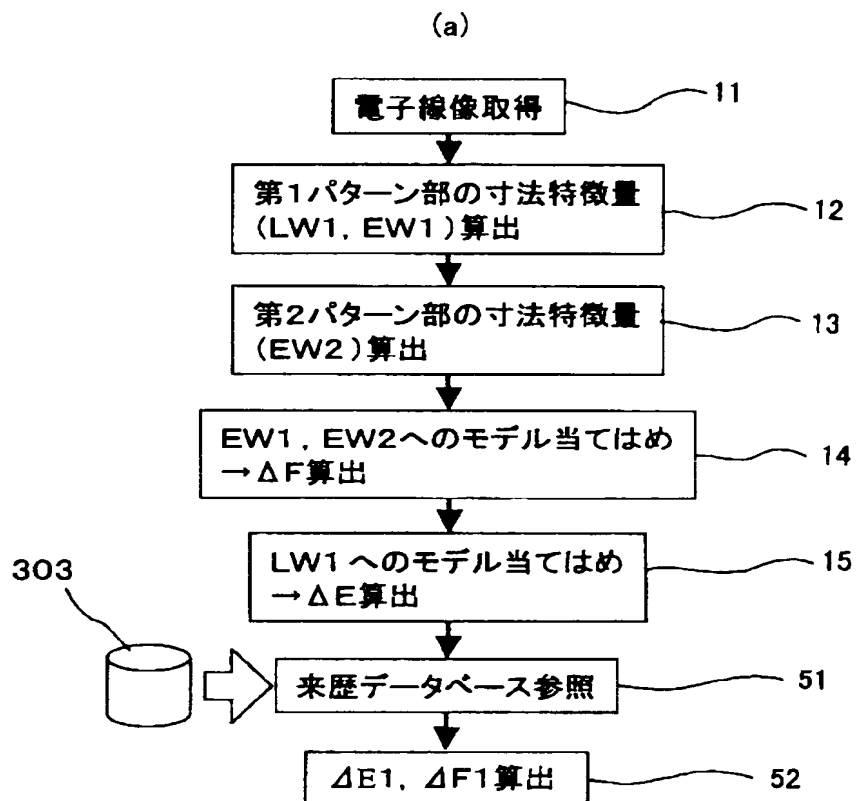 (a)
電子線像取得
11
第1パターン部の寸法特徴量
(LW1, EW1)算出
12
第2パターン部の寸法特徴量
(EW2)算出
13
EW1, EW2へのモデル当てはめ
→ΔF算出
14
LW1へのモデル当てはめ
→ΔE算出
15
303
来歴データベース参照
51
ΔE1, ΔF1算出
52